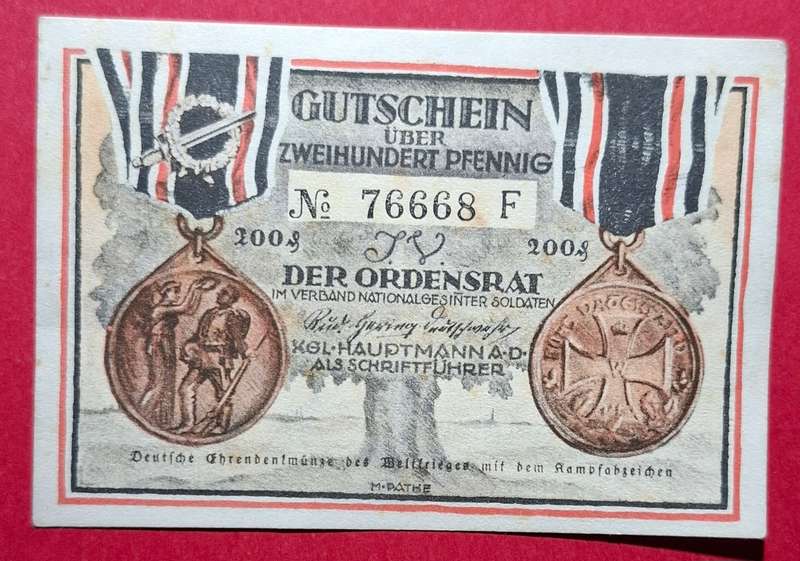 GUTSCHEIN
ÜBER
ZWEIHUNDERT PFENNIG
№ 76668 F
200₰ J.V. 200₰
DER ORDENSRAT
IM VERBAND NATIONALGESINTER SOLDATEN
KGL·HAUPTMANN A·D·
ALS SCHRIFTFÜHRER
Deutsche Ehrendenkmünze des Weltkrieges mit dem Kampfabzeichen
M·PATHE